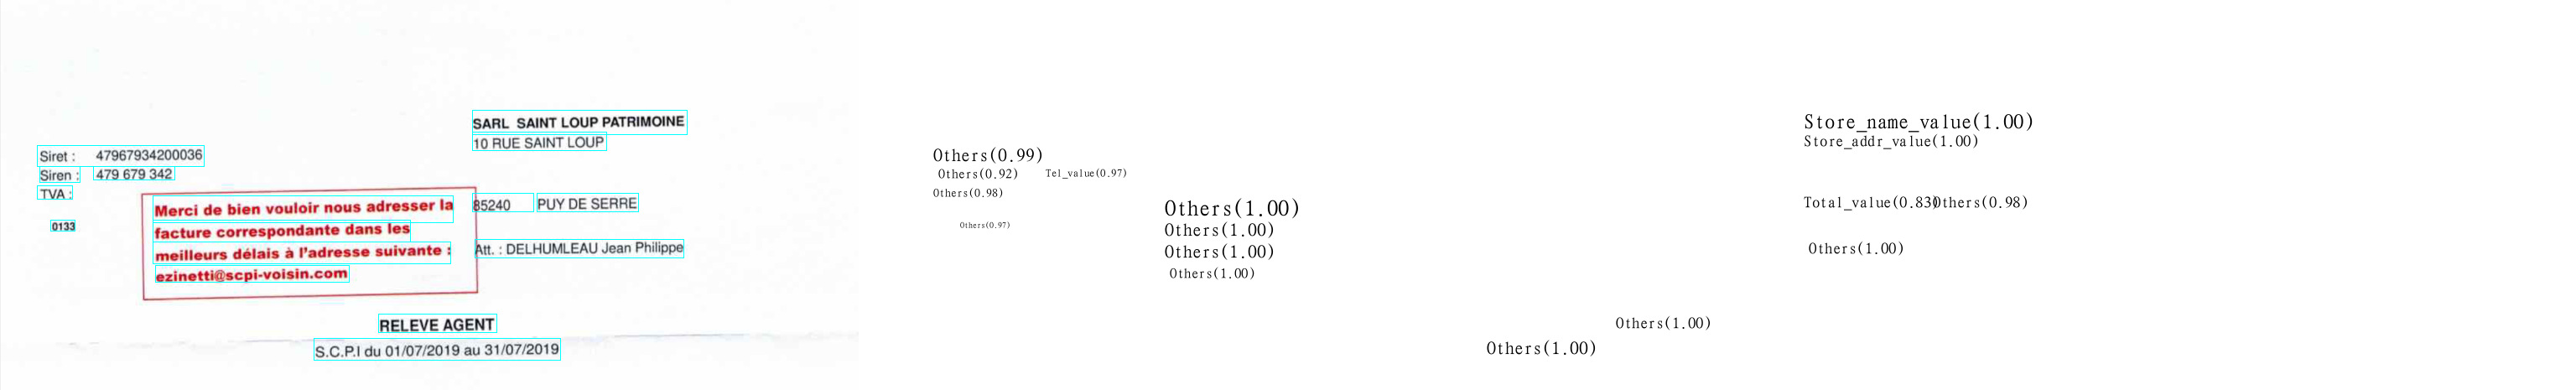 SARL SAINT LOUP PATRIMOINE
10 RUE SAINT LOUP
Siret : 47967934200036
Siren : 479 679 342
TVA :
85240 PUY DE SERRE
0133
Merci de bien vouloir nous adresser la
facture correspondante dans les
meilleurs délais à l'adresse suivante :
ezinetti@scpi-voisin.com
Att. : DELHUMLEAU Jean Philippe
RELEVE AGENT
S.C.P.I du 01/07/2019 au 31/07/2019
Store_name_value(1.00)
Store_addr_value(1.00)
Others(0.99)
Others(0.92) Tel_value(0.97)
Others(0.98)
Total_value(0.83) Others(0.98)
Others(0.97)
Others(1.00)
Others(1.00)
Others(1.00)
Others(1.00)
Others(1.00)
Others(1.00)
Others(1.00)